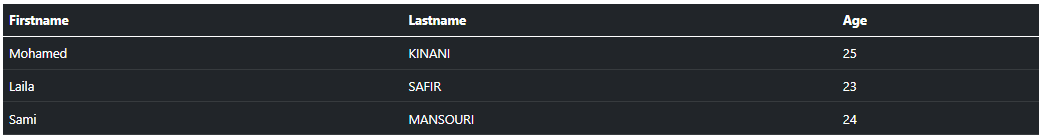 Firstname Lastname Age
Mohamed KINANI 25
Laila SAFIR 23
Sami MANSOURI 24